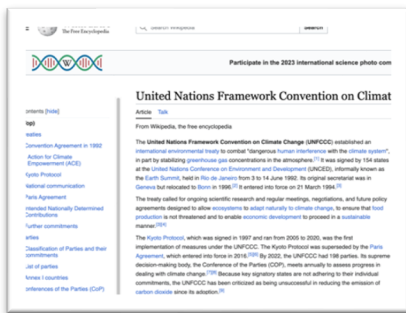 The Free Encyclopedia
Search Wikipedia
Search
W
Participate in the 2023 international science photo com
United Nations Framework Convention on Climat
Article Talk
From Wikipedia, the free encyclopedia
ontents [hide]
op)
eaties
Convention Agreement in 1992
Action for Climate
Empowerment (ACE)
Kyoto Protocol
National communication
Paris Agreement
ntended Nationally Determined
Contributions
Further commitments
arties
Classification of Parties and their
commitments
List of parties
Annex I countries
onferences of the Parties (CoP)
The United Nations Framework Convention on Climate Change (UNFCCC) established an
international environmental treaty to combat "dangerous human interference with the climate system",
in part by stabilizing greenhouse gas concentrations in the atmosphere.[1] It was signed by 154 states
at the United Nations Conference on Environment and Development (UNCED), informally known as
the Earth Summit, held in Rio de Janeiro from 3 to 14 June 1992. Its original secretariat was in
Geneva but relocated to Bonn in 1996.[2] It entered into force on 21 March 1994.[3]
The treaty called for ongoing scientific research and regular meetings, negotiations, and future policy
agreements designed to allow ecosystems to adapt naturally to climate change, to ensure that food
production is not threatened and to enable economic development to proceed in a sustainable
manner.[3][4]
The Kyoto Protocol, which was signed in 1997 and ran from 2005 to 2020, was the first
implementation of measures under the UNFCCC. The Kyoto Protocol was superseded by the Paris
Agreement, which entered into force in 2016.[5][6] By 2022, the UNFCCC had 198 parties. Its supreme
decision-making body, the Conference of the Parties (COP), meets annually to assess progress in
dealing with climate change.[7][8] Because key signatory states are not adhering to their individual
commitments, the UNFCCC has been criticized as being unsuccessful in reducing the emission of
carbon dioxide since its adoption.[9]